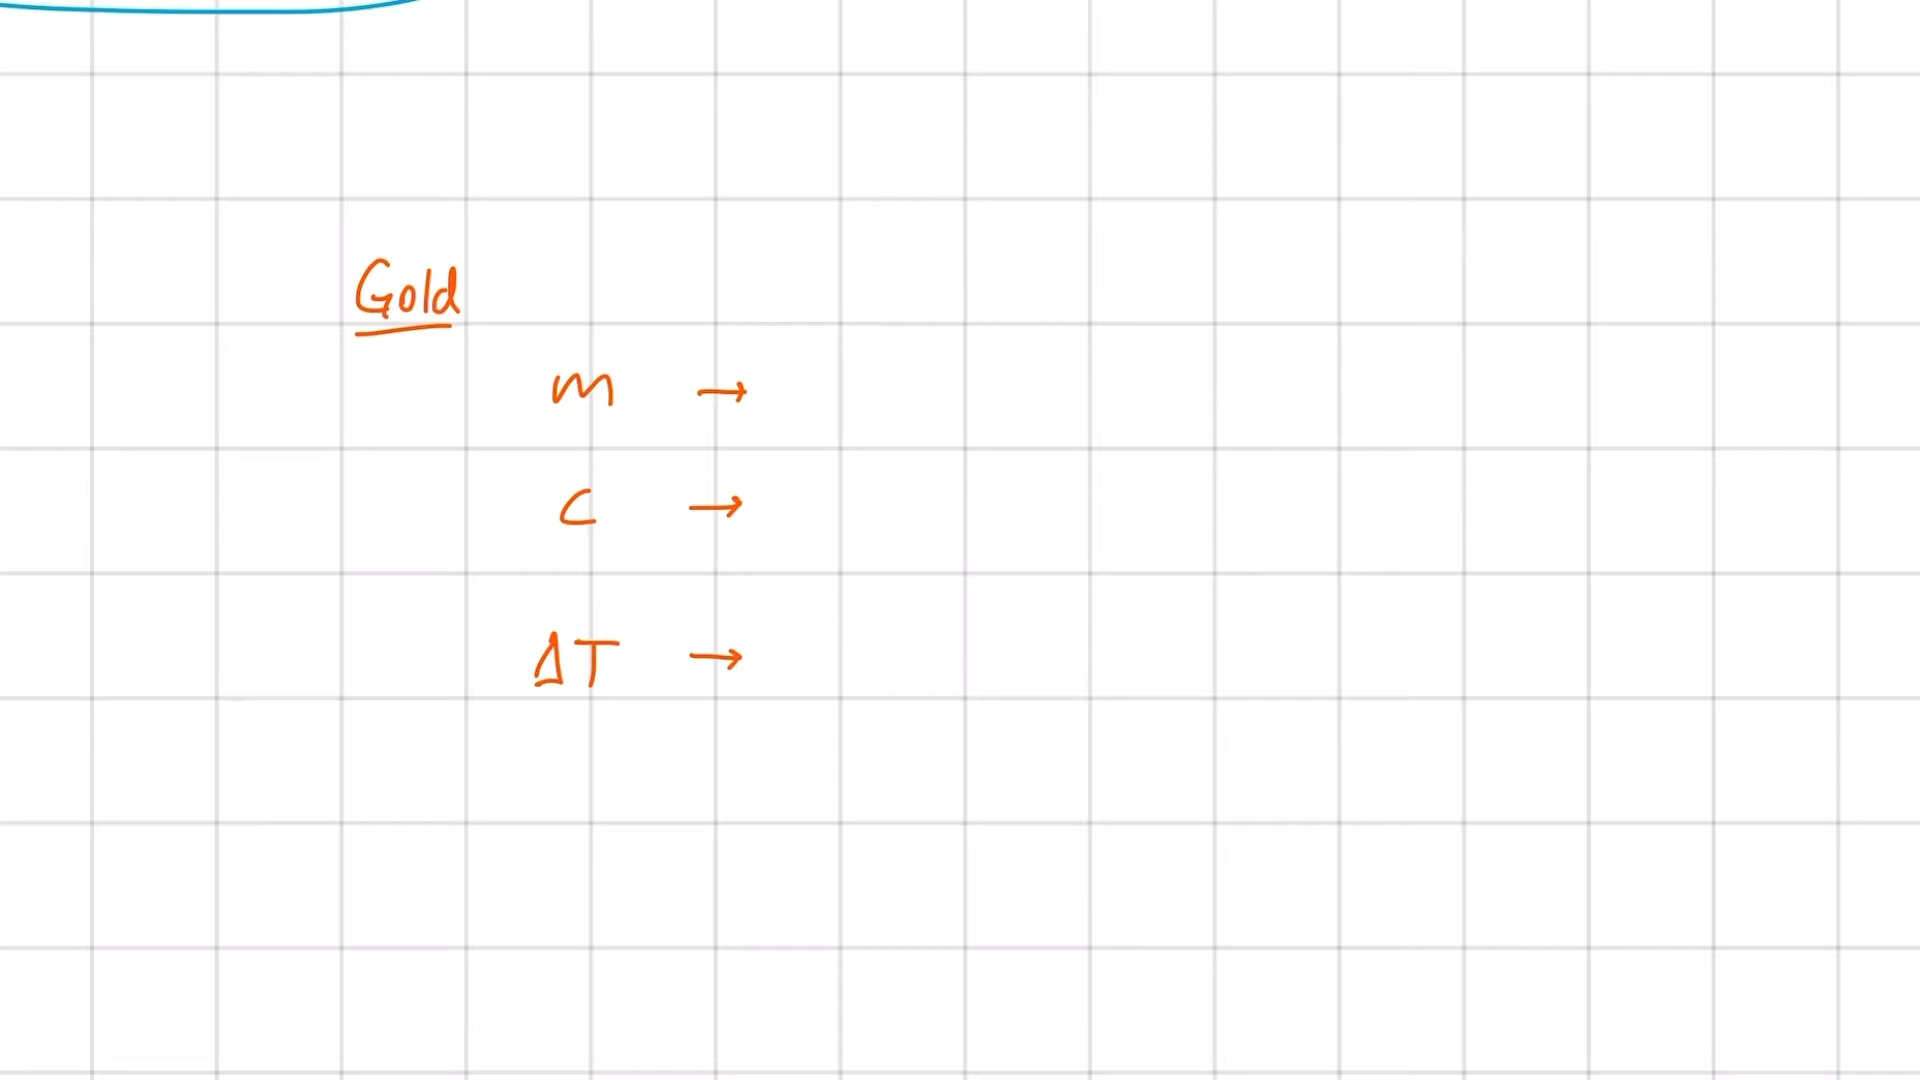 Gold
m →
c →
ΔT →